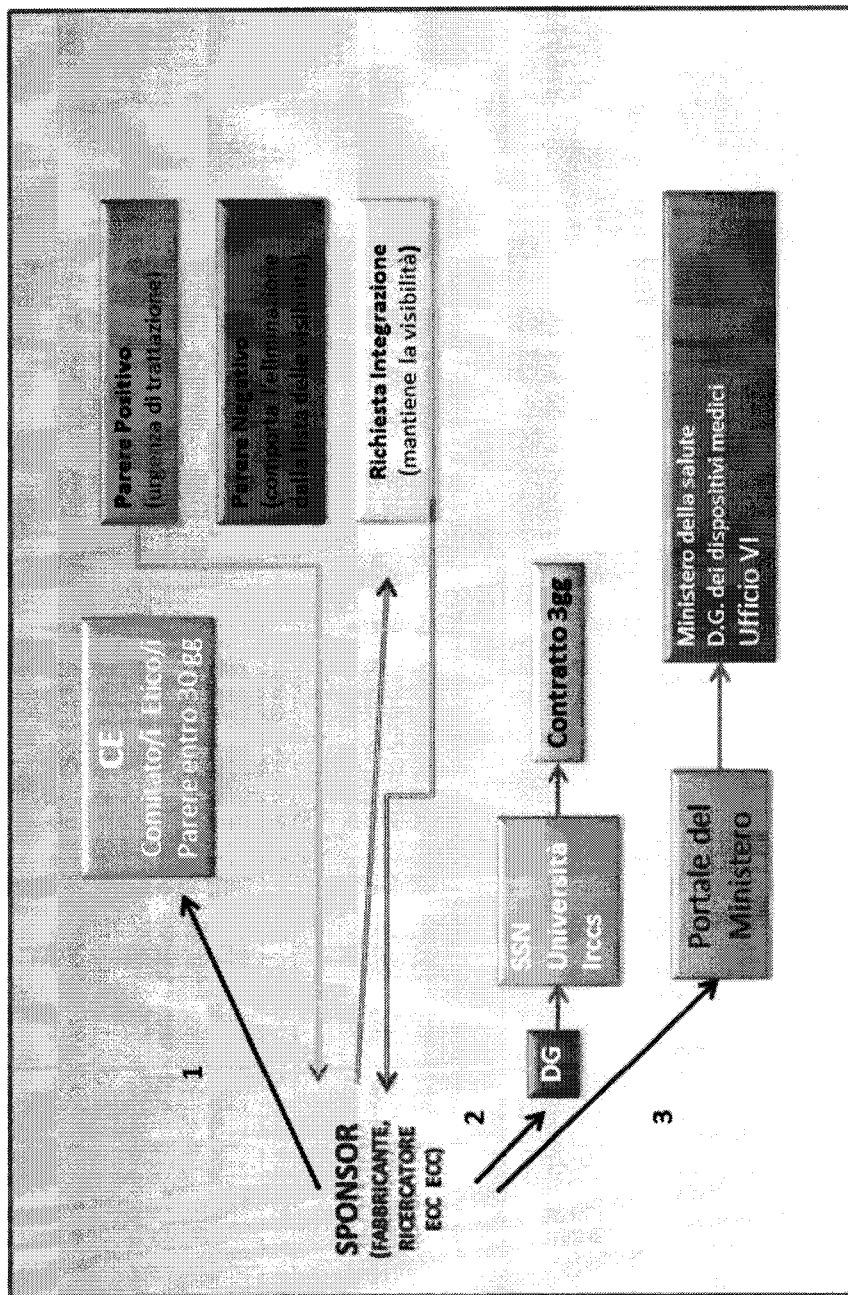 SPONSOR
(FABBRICANTE,
RICERCATORE
ECC ECC)
1
CE
Comitato/i Etico/i
Parere entro 30 gg
Parere Positivo
(urgenza di trattazione)
Parere Negativo
(comporta l'eliminazione
dalla lista delle visibilità)
Richiesta Integrazione
(mantiene la visibilità)
2
DG
SSN
Università
Irccs
Contratto 3gg
3
Portale del
Ministero
Ministero della salute
D.G. dei dispositivi medici
Ufficio VI